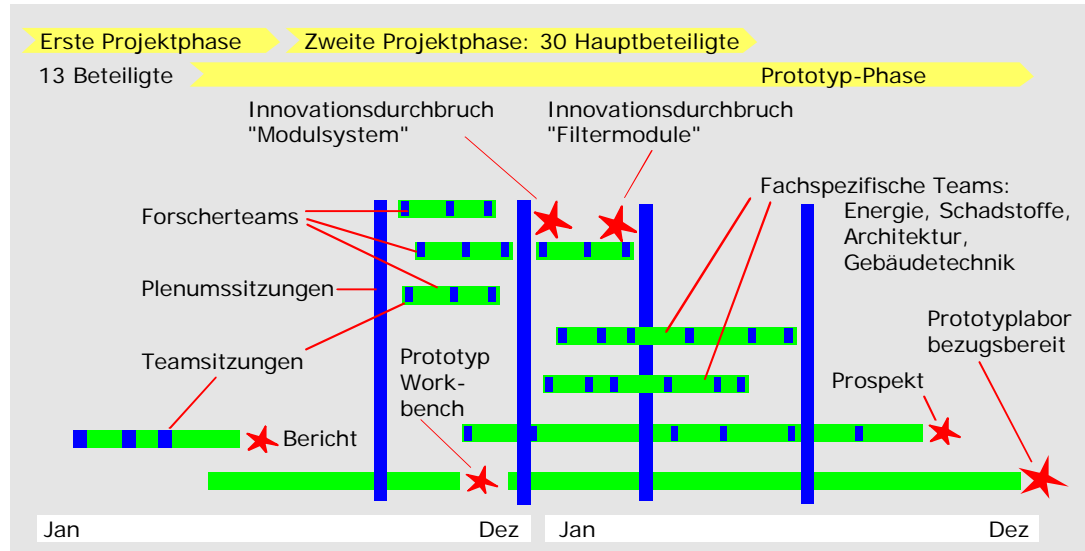 Erste Projektphase
Zweite Projektphase: 30 Hauptbeteiligte
13 Beteiligte
Prototyp-Phase
Innovationsdurchbruch
"Modulsystem"
Innovationsdurchbruch
"Filtermodule"
Forscherteams
Fachspezifische Teams:
Energie, Schadstoffe,
Architektur,
Gebäudetechnik
Plenumssitzungen
Teamsitzungen
Prototyp
Work-
bench
Prototyplabor
bezugsbereit
Prospekt
Bericht
Jan
Dez
Jan
Dez